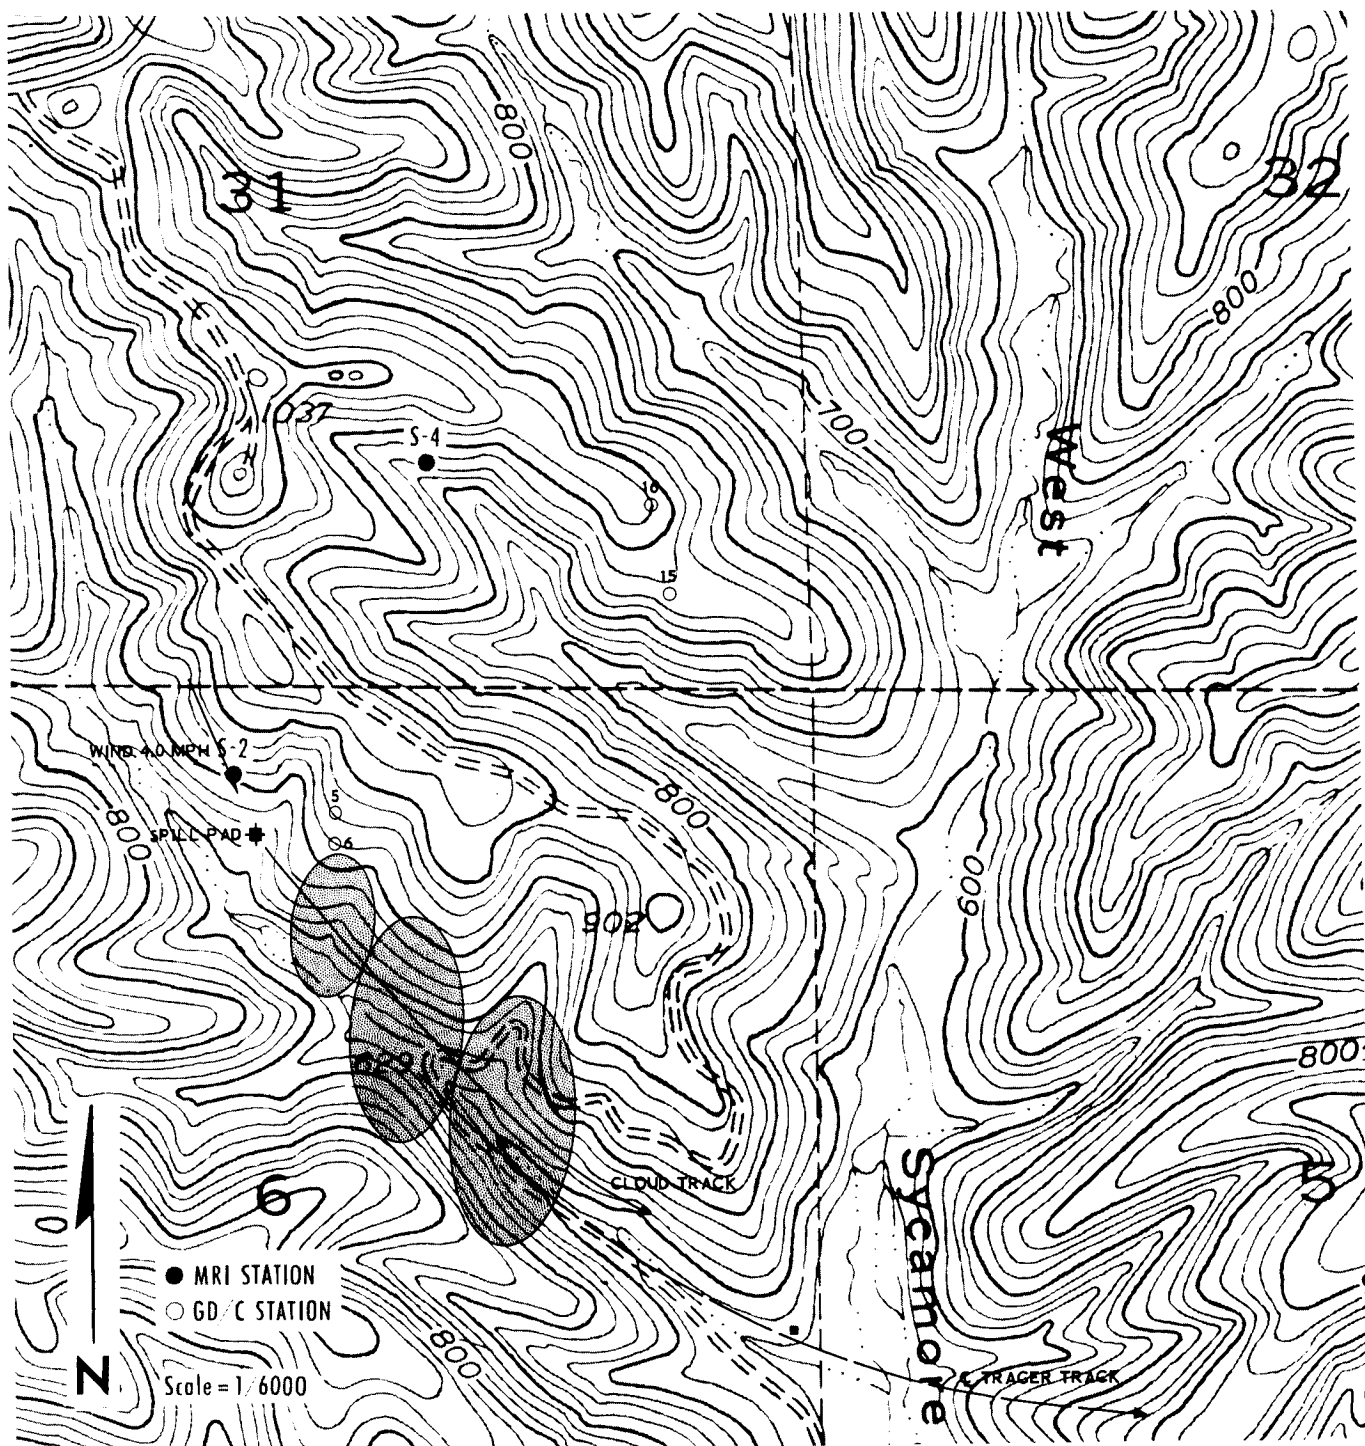 31
800
32
800
1037
S-4
700
West
16
15
WIND 4.0 MPH S-2
5
800
800
SPILL PAD
6
600
902
829
800
CLOUD TRACK
6
5
Sycamore
MRI STATION
GD/C STATION
800
N
Scale = 1/6000
℄ TRACER TRACK